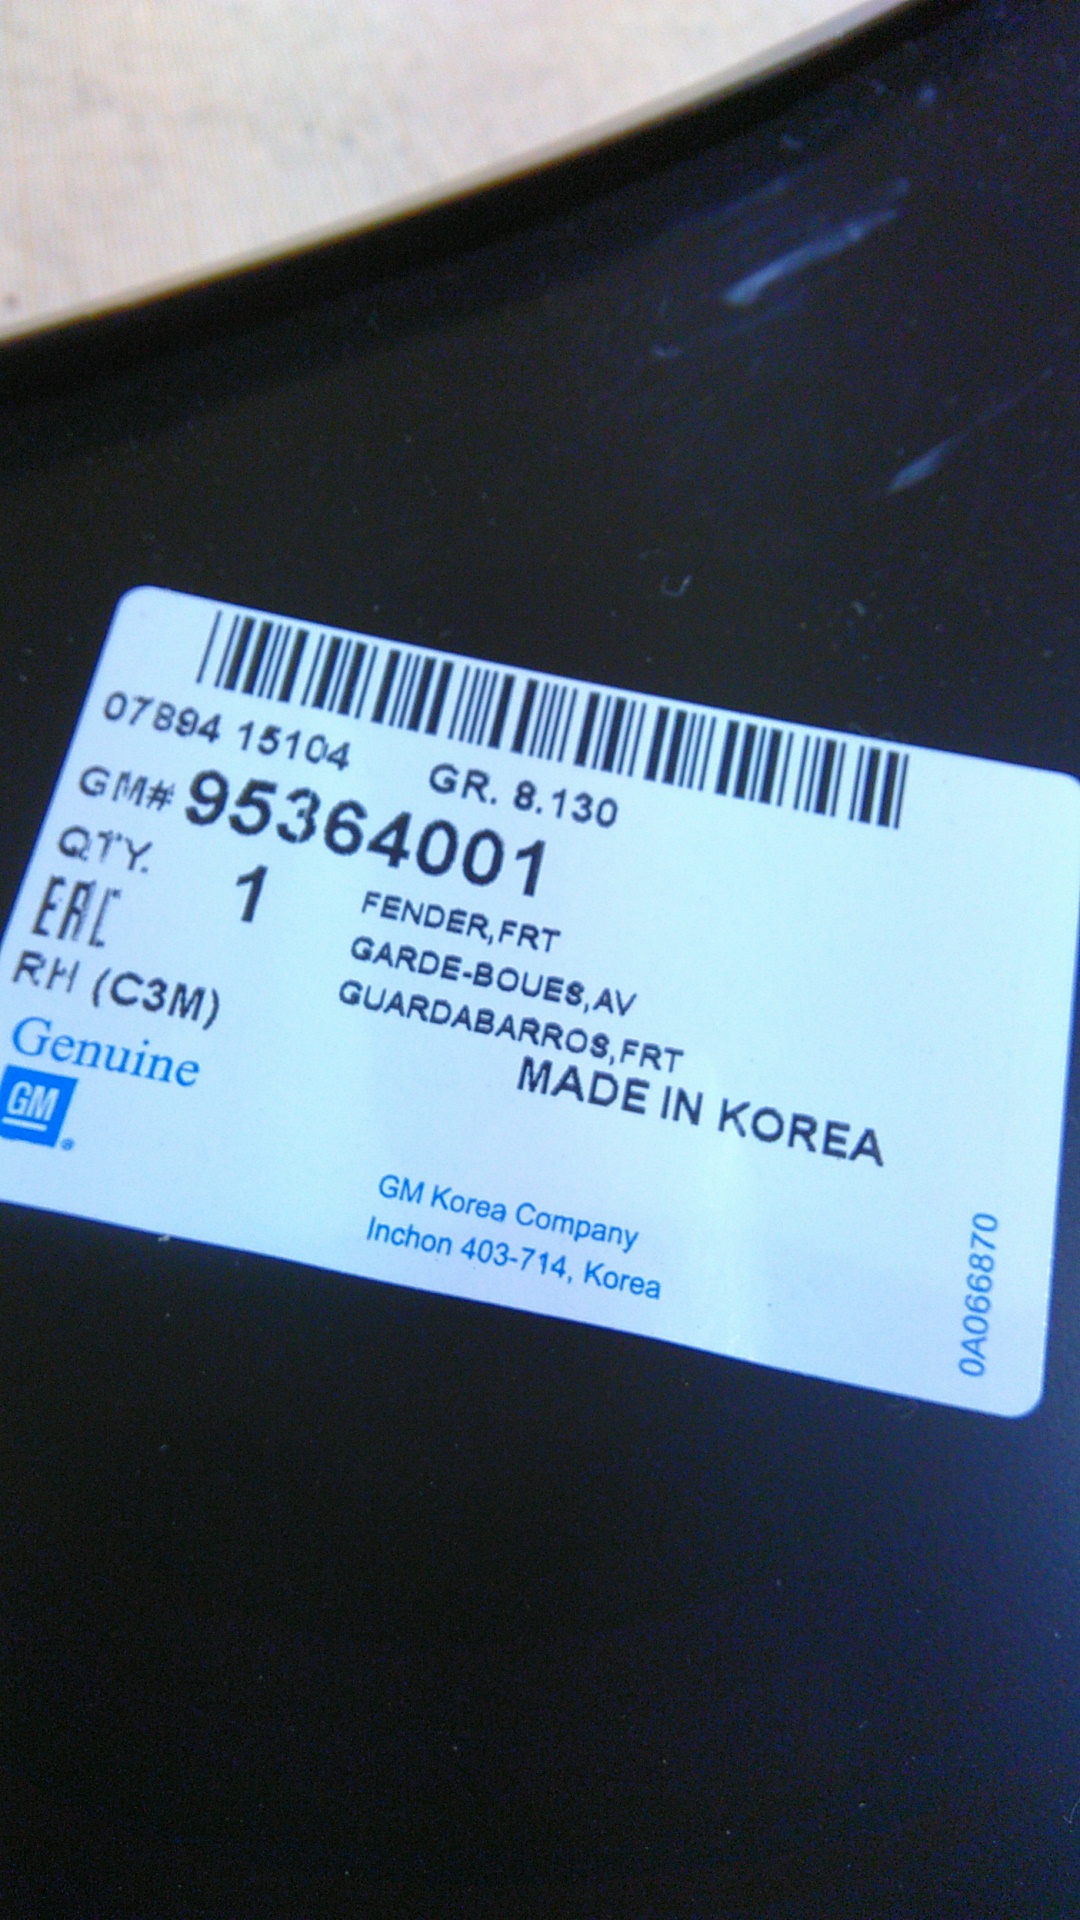 07894 15104
GR. 8.130
GM# 95364001
QTY. 1
EAC
FENDER,FRT
RH (C3M)
GARDE-BOUES,AV
GUARDABARROS,FRT
MADE IN KOREA
Genuine
GM
GM Korea Company
Inchon 403-714, Korea
0A066870